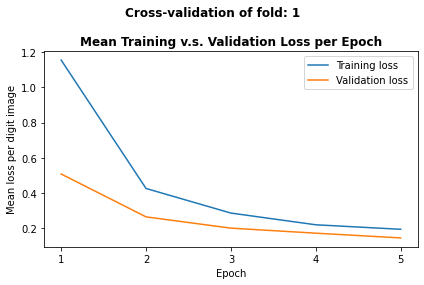 Cross-validation of fold: 1
Mean Training v.s. Validation Loss per Epoch
Training loss
Validation loss
Mean loss per digit image
1.2
1.0
0.8
0.6
0.4
0.2
1 2 3 4 5
Epoch